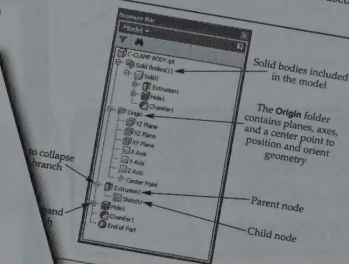 Browser Bar
Model
C-CLAMP BODY.ipt
Solid Bodies(1)
Solid1
Extrusion1
Hole1
Chamfer1
Origin
YZ Plane
XZ Plane
XY Plane
X Axis
Y Axis
Z Axis
Center Point
Extrusion1
Sketch1
Hole1
Chamfer1
End of Part
Solid bodies included
in the model
The Origin folder
contains planes, axes,
and a center point to
position and orient
geometry
Parent node
Child node
to collapse
branch